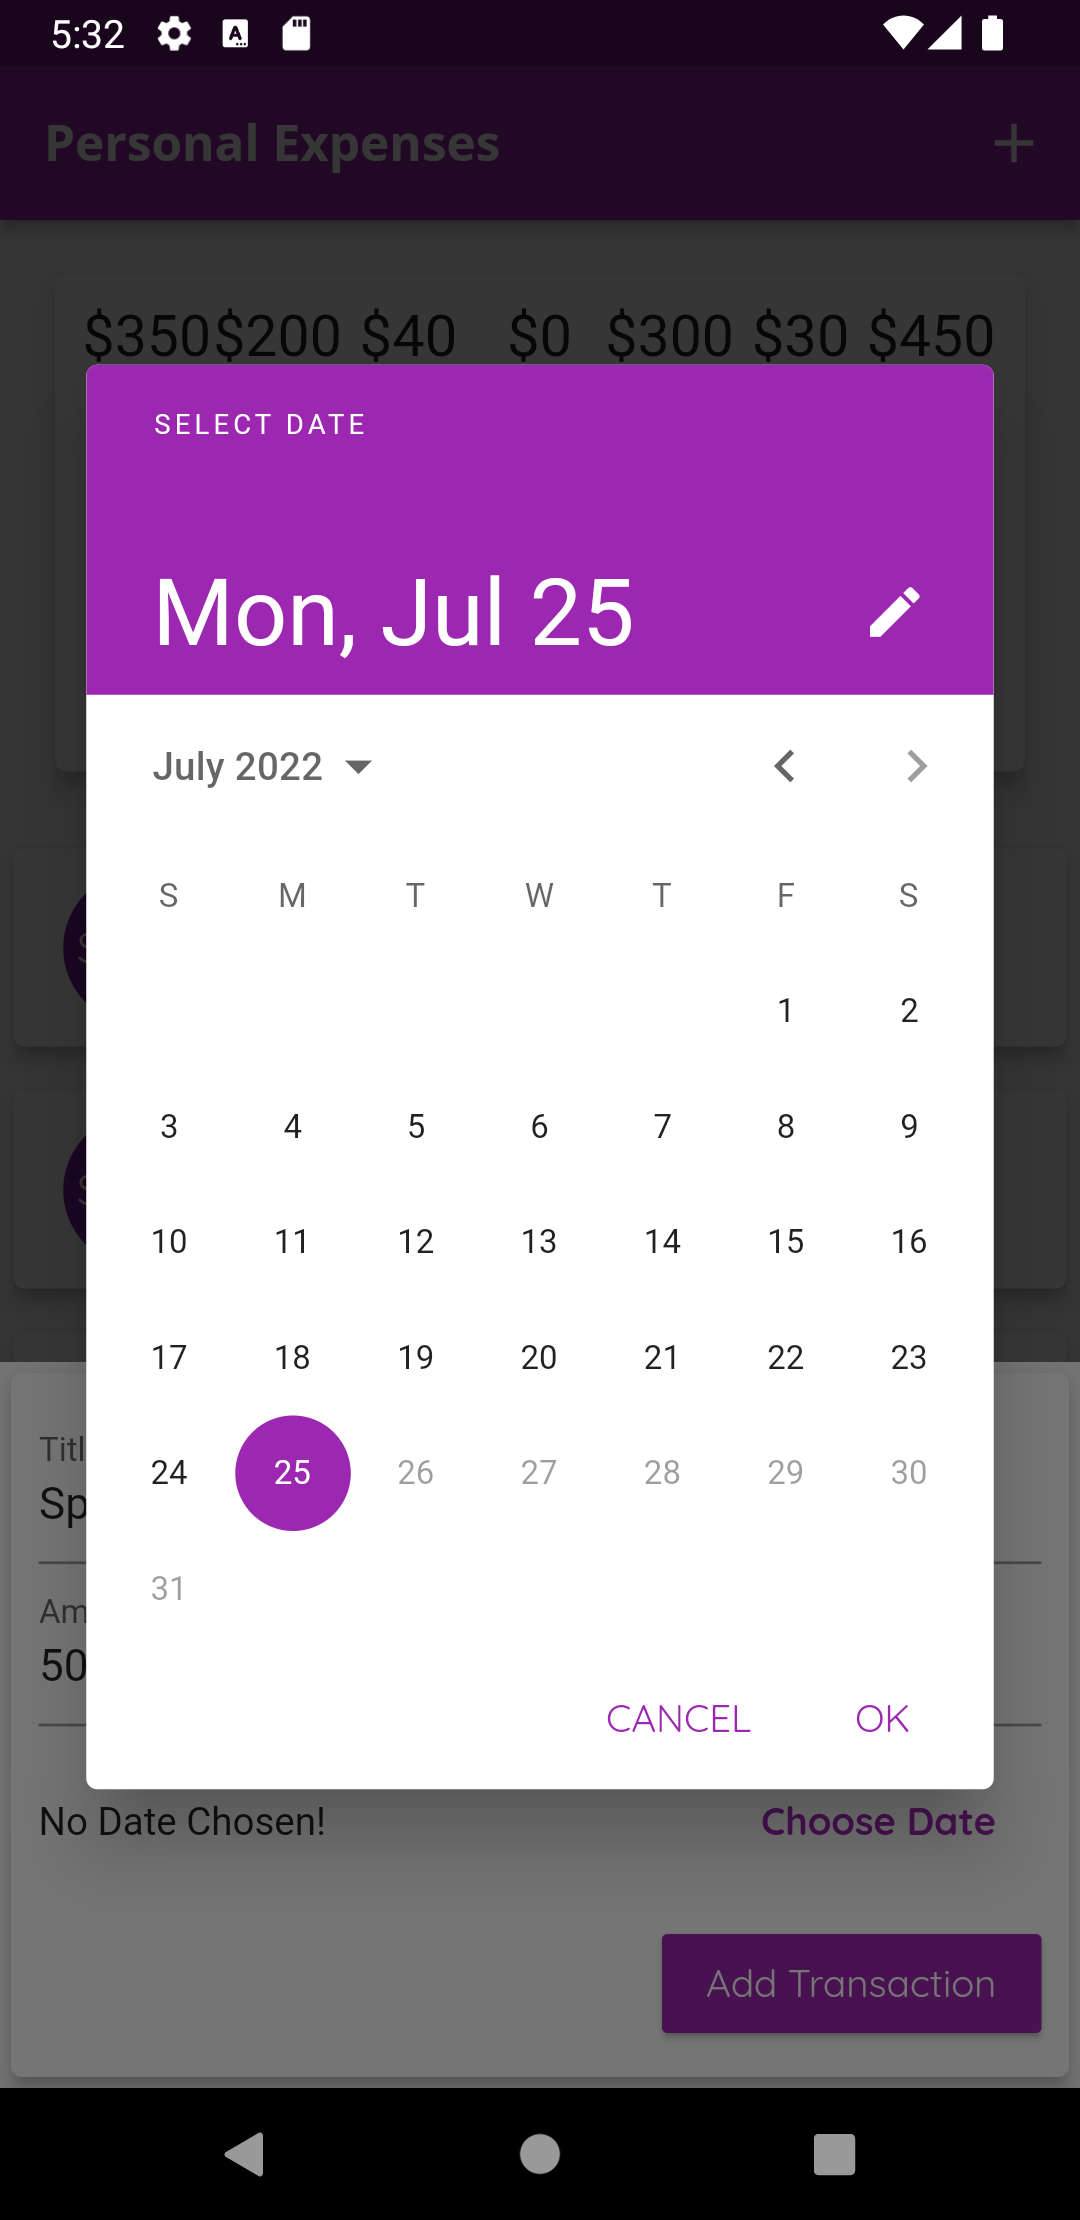 5:32
Personal Expenses
$350 $200 $40 $0 $300 $30 $450
SELECT DATE
Mon, Jul 25
July 2022
S M T W T F S
1 2
3 4 5 6 7 8 9
10 11 12 13 14 15 16
17 18 19 20 21 22 23
24 25 26 27 28 29 30
31
CANCEL OK
No Date Chosen! Choose Date
Add Transaction